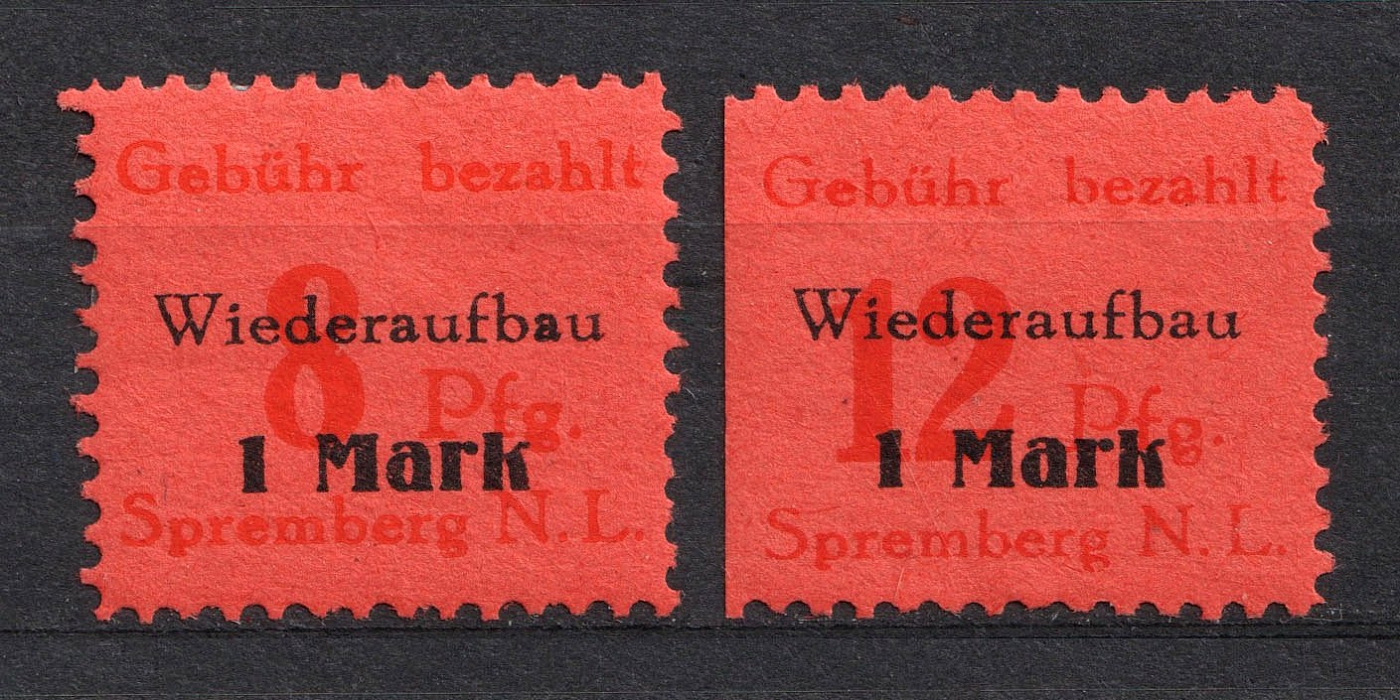 Gebühr bezahlt
Wiederaufbau
8 Pfg.
1 Mark
Spremberg N. L.
Gebühr bezahlt
Wiederaufbau
12 Pfg.
1 Mark
Spremberg N. L.